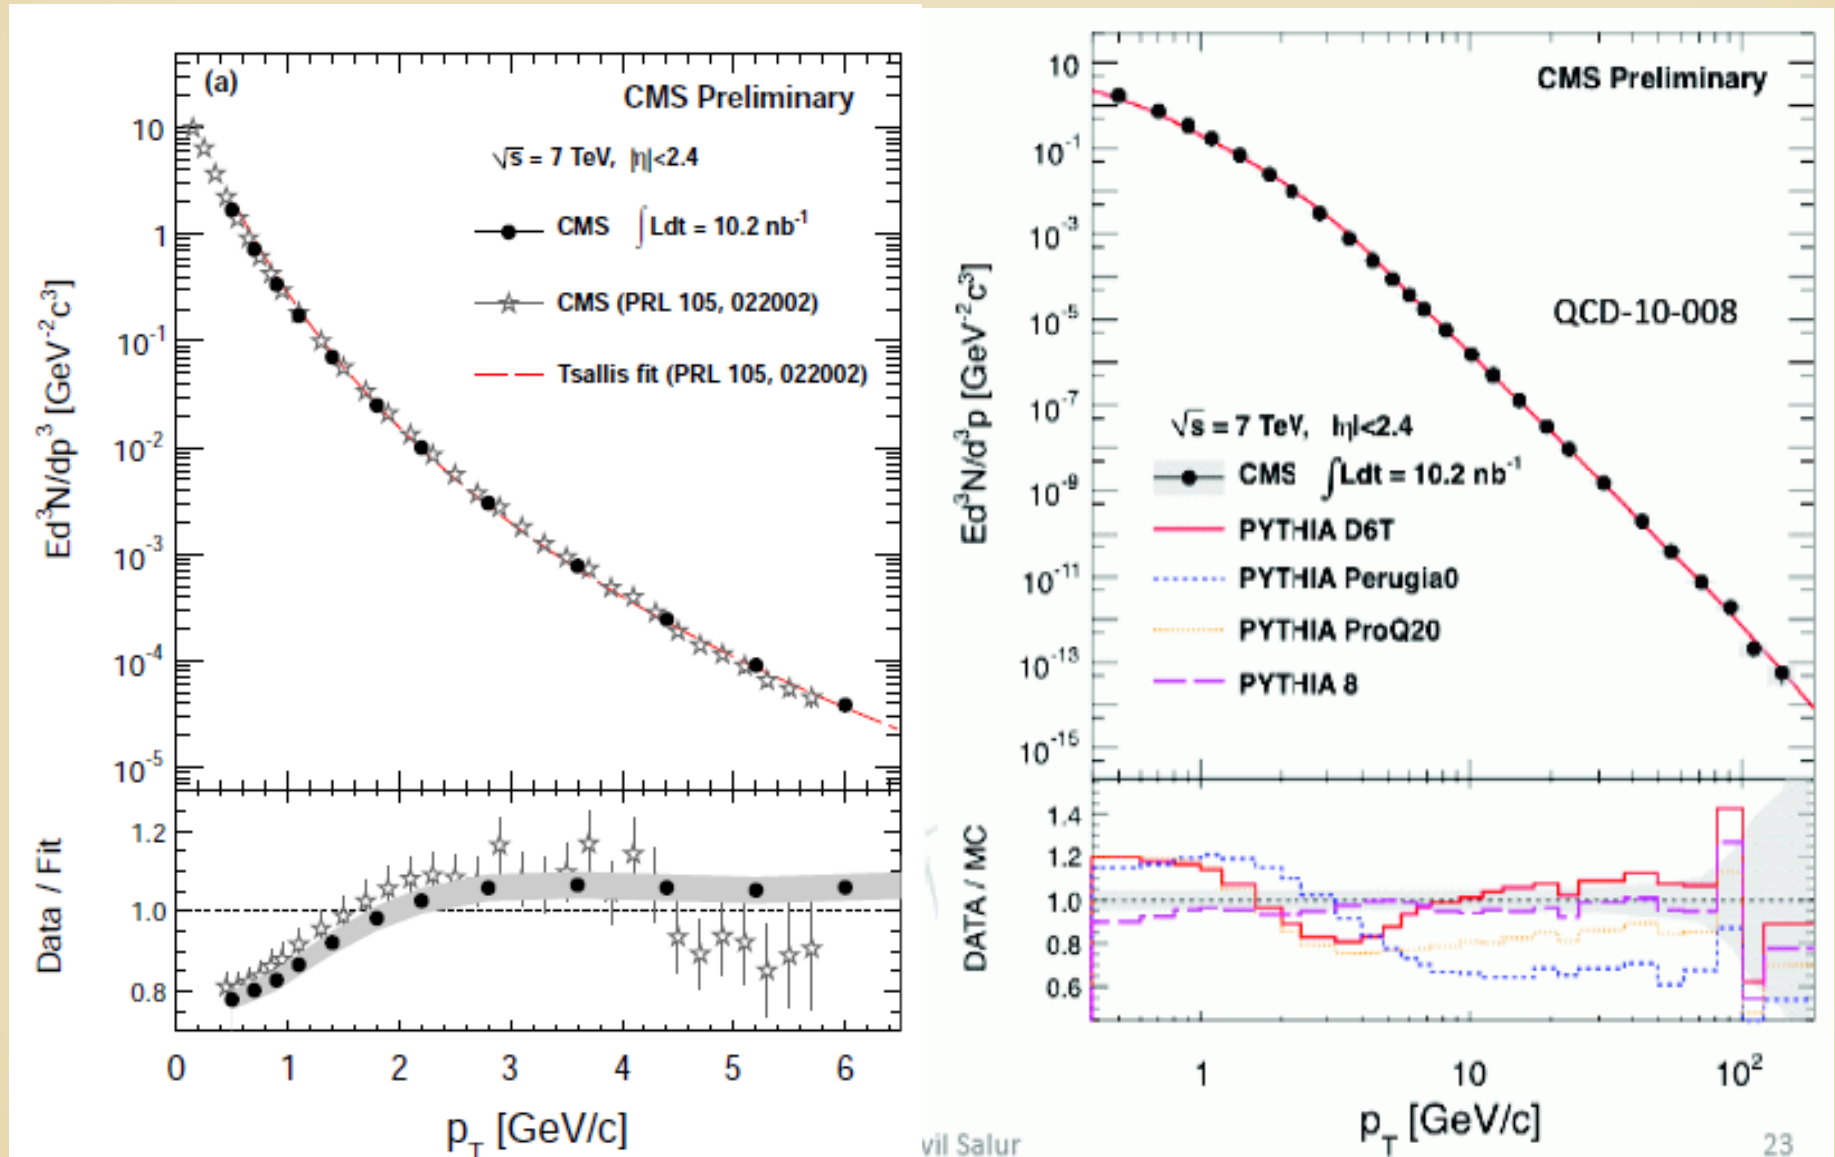 (a)
CMS Preliminary
√s = 7 TeV, |η|<2.4
CMS ∫Ldt = 10.2 nb⁻¹
CMS (PRL 105, 022002)
Tsallis fit (PRL 105, 022002)
Ed³N/dp³ [GeV⁻²c³]
10
1
10⁻¹
10⁻²
10⁻³
10⁻⁴
10⁻⁵
Data / Fit
1.2
1.0
0.8
0 1 2 3 4 5 6
p_T [GeV/c]
CMS Preliminary
QCD-10-008
√s = 7 TeV, |η|<2.4
CMS ∫Ldt = 10.2 nb⁻¹
PYTHIA D6T
PYTHIA Perugia0
PYTHIA ProQ20
PYTHIA 8
Ed³N/d³p [GeV⁻²c³]
10
10⁻¹
10⁻³
10⁻⁵
10⁻⁷
10⁻⁹
10⁻¹¹
10⁻¹³
10⁻¹⁵
DATA / MC
1.4
1.2
1.0
0.8
0.6
1 10 10²
p_T [GeV/c]
vil Salur
23